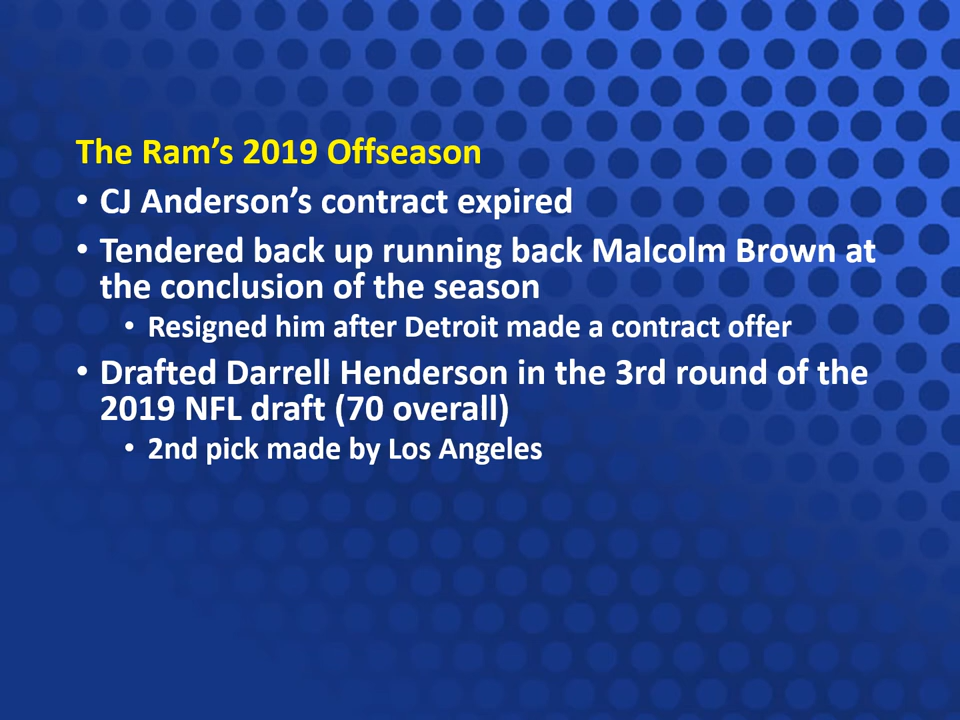 The Ram’s 2019 Offseason
• CJ Anderson’s contract expired
• Tendered back up running back Malcolm Brown at
the conclusion of the season
• Resigned him after Detroit made a contract offer
• Drafted Darrell Henderson in the 3rd round of the
2019 NFL draft (70 overall)
• 2nd pick made by Los Angeles